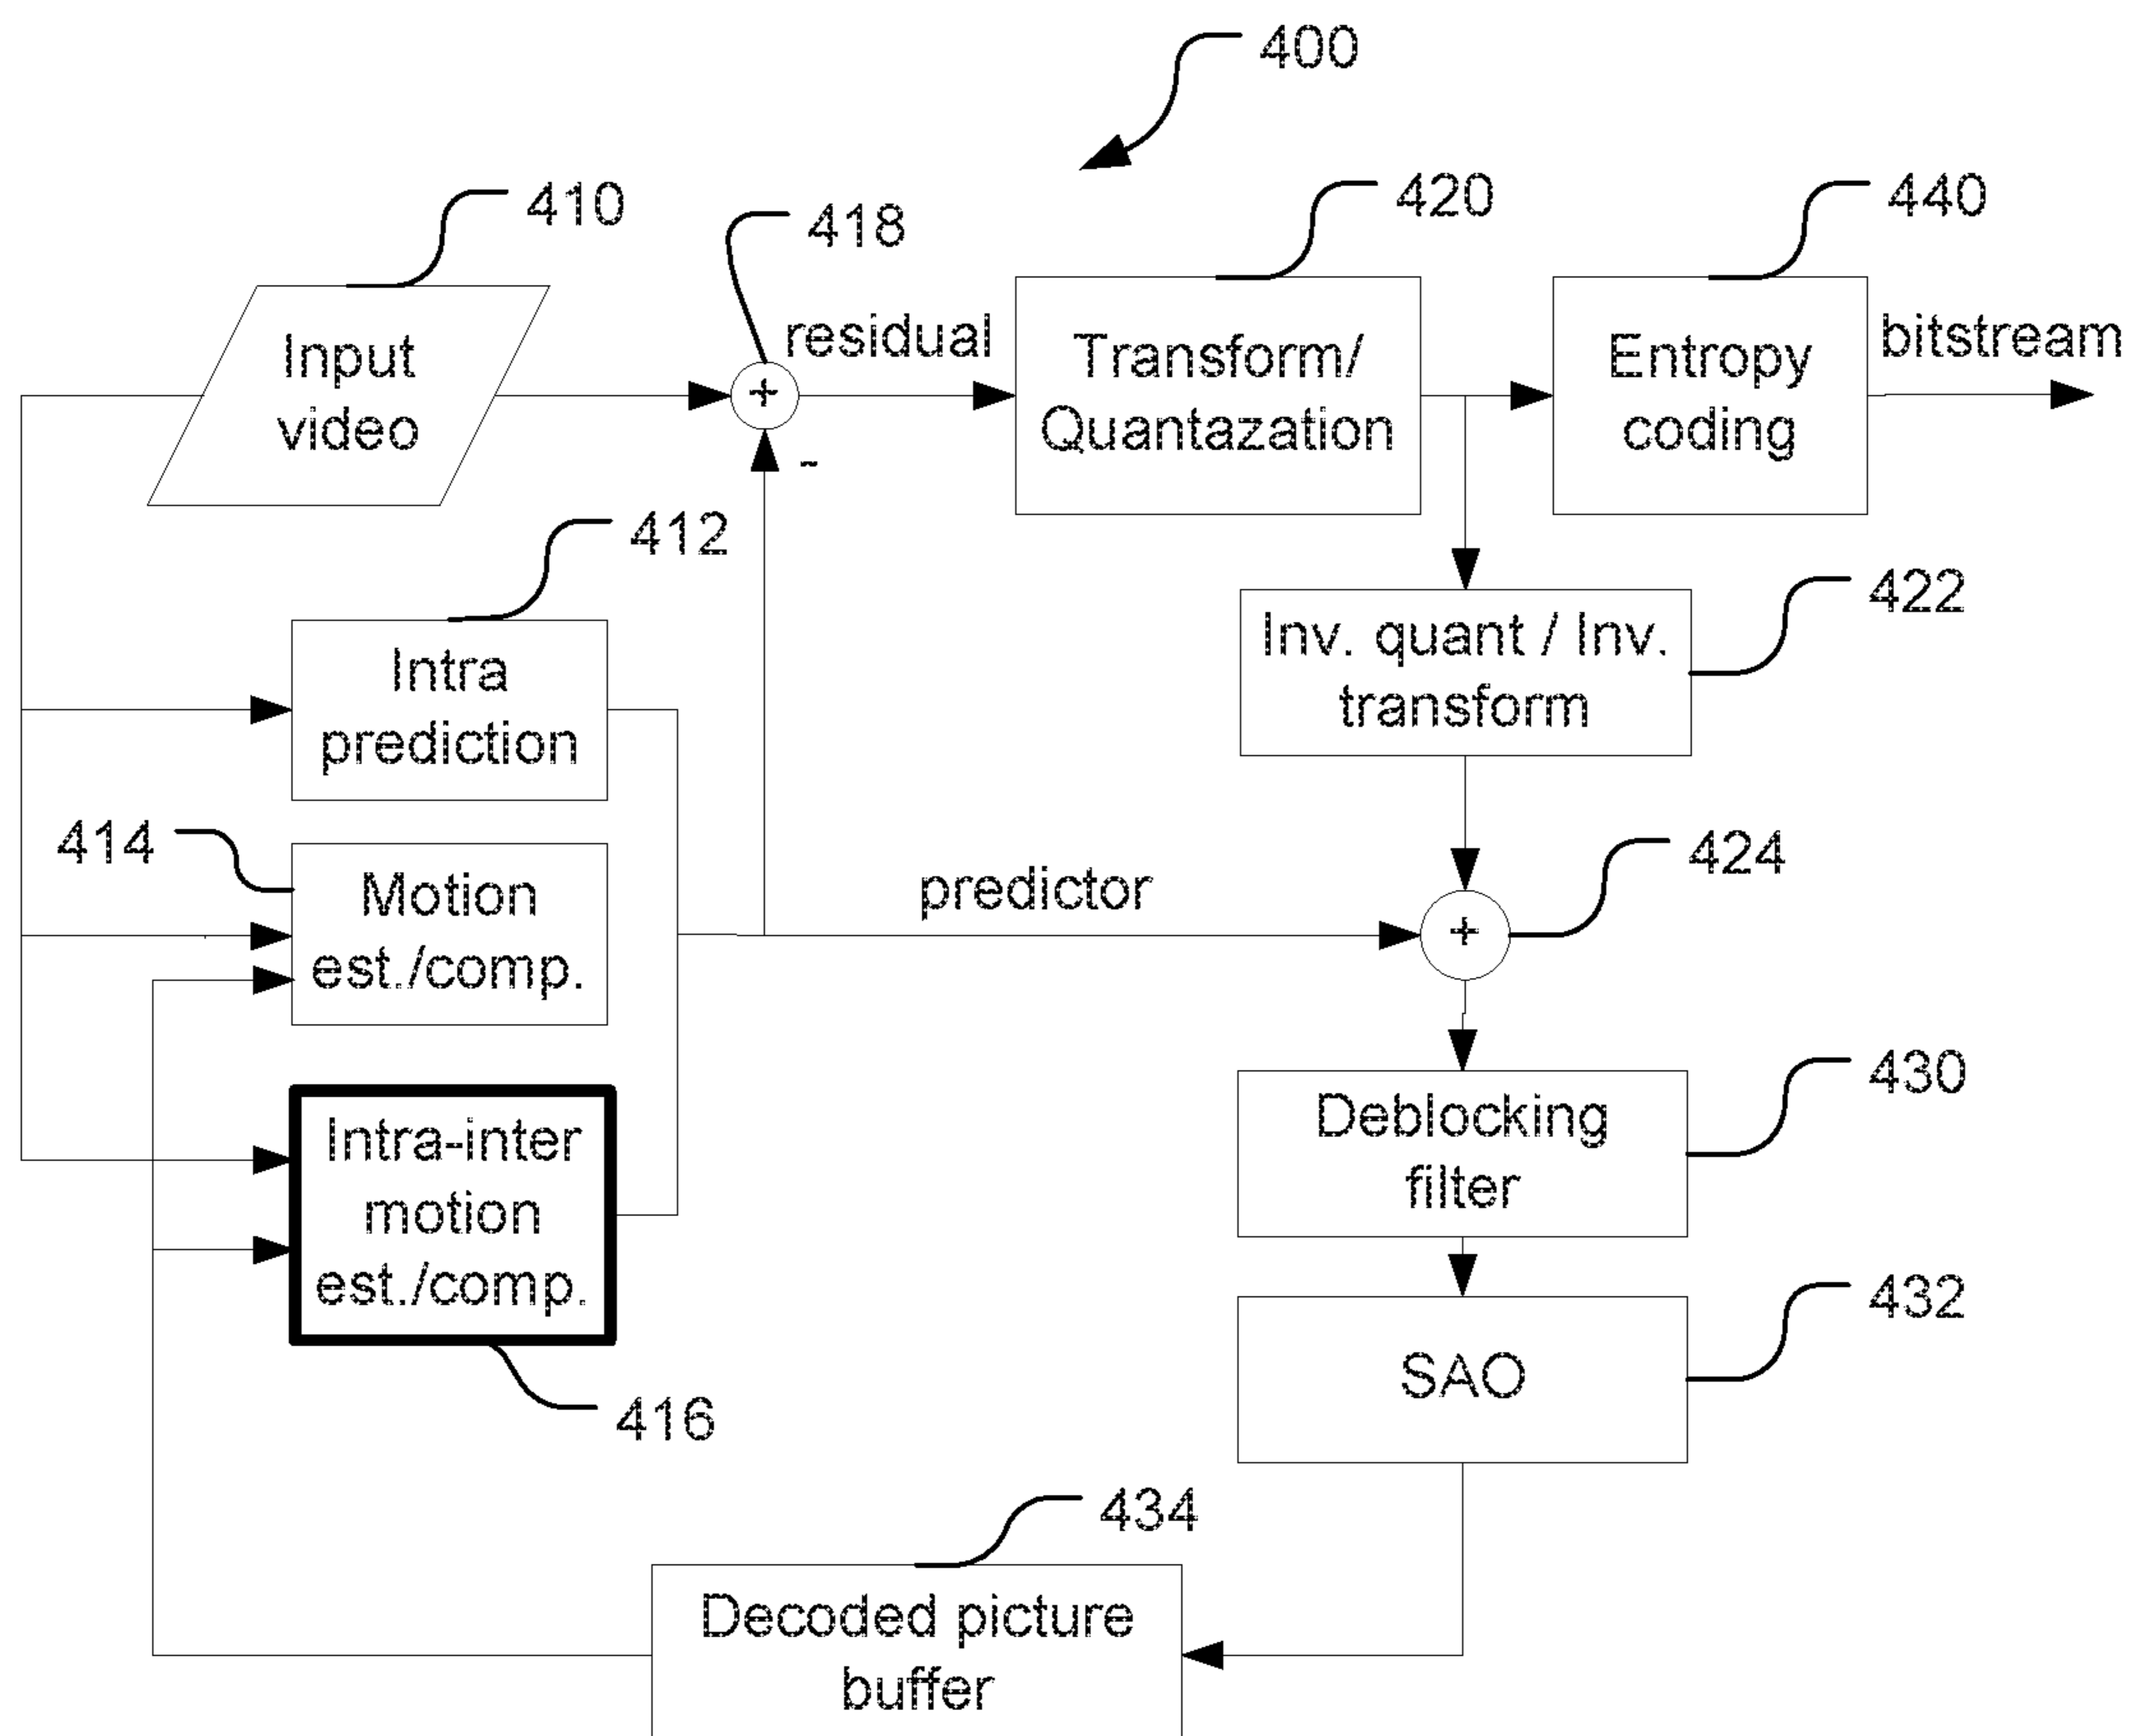 400
410
418
420
440
Input
video
residual
Transform/
Quantazation
Entropy
coding
bitstream
+
-
412
Intra
prediction
422
Inv. quant / Inv.
transform
414
Motion
est./comp.
predictor
+
424
Intra-inter
motion
est./comp.
416
430
Deblocking
filter
432
SAO
434
Decoded picture
buffer